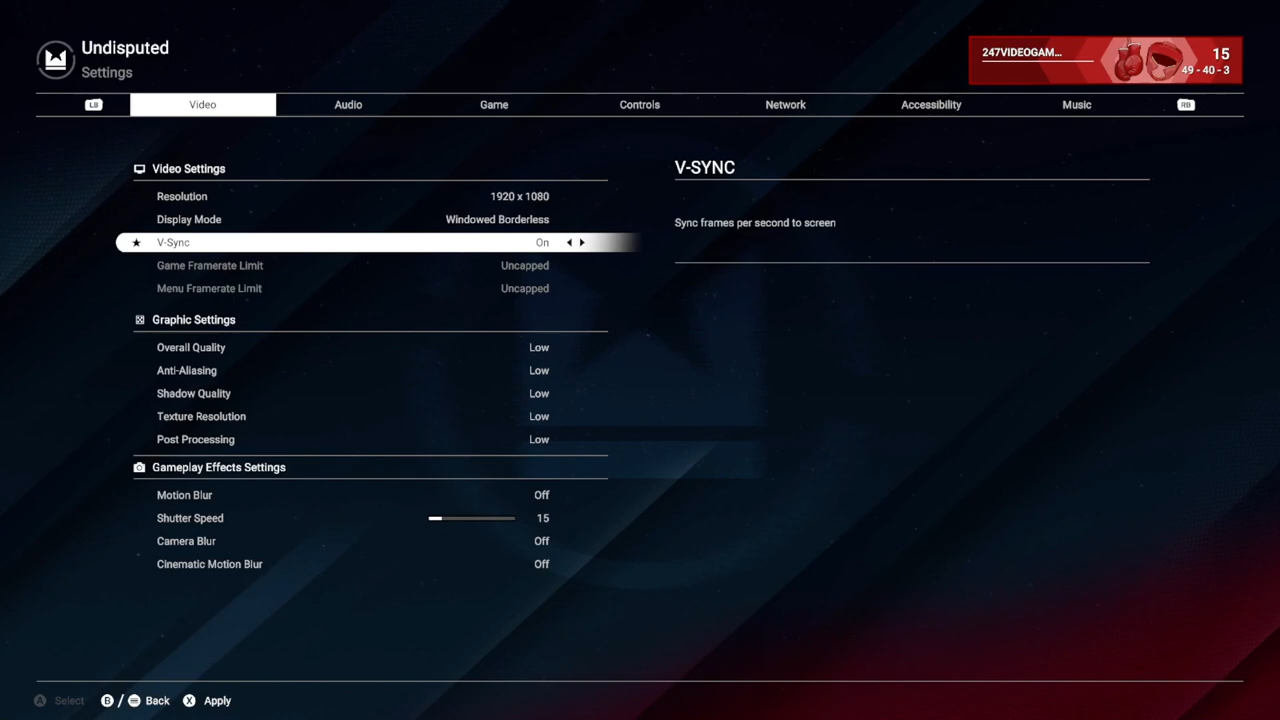 Undisputed
Settings
247VIDEOGAM...
15
49 - 40 - 3
LB Video Audio Game Controls Network Accessibility Music RB
Video Settings
Resolution 1920 x 1080
Display Mode Windowed Borderless
V-Sync On
Game Framerate Limit Uncapped
Menu Framerate Limit Uncapped
Graphic Settings
Overall Quality Low
Anti-Aliasing Low
Shadow Quality Low
Texture Resolution Low
Post Processing Low
Gameplay Effects Settings
Motion Blur Off
Shutter Speed 15
Camera Blur Off
Cinematic Motion Blur Off
V-SYNC
Sync frames per second to screen
A Select B / Back X Apply